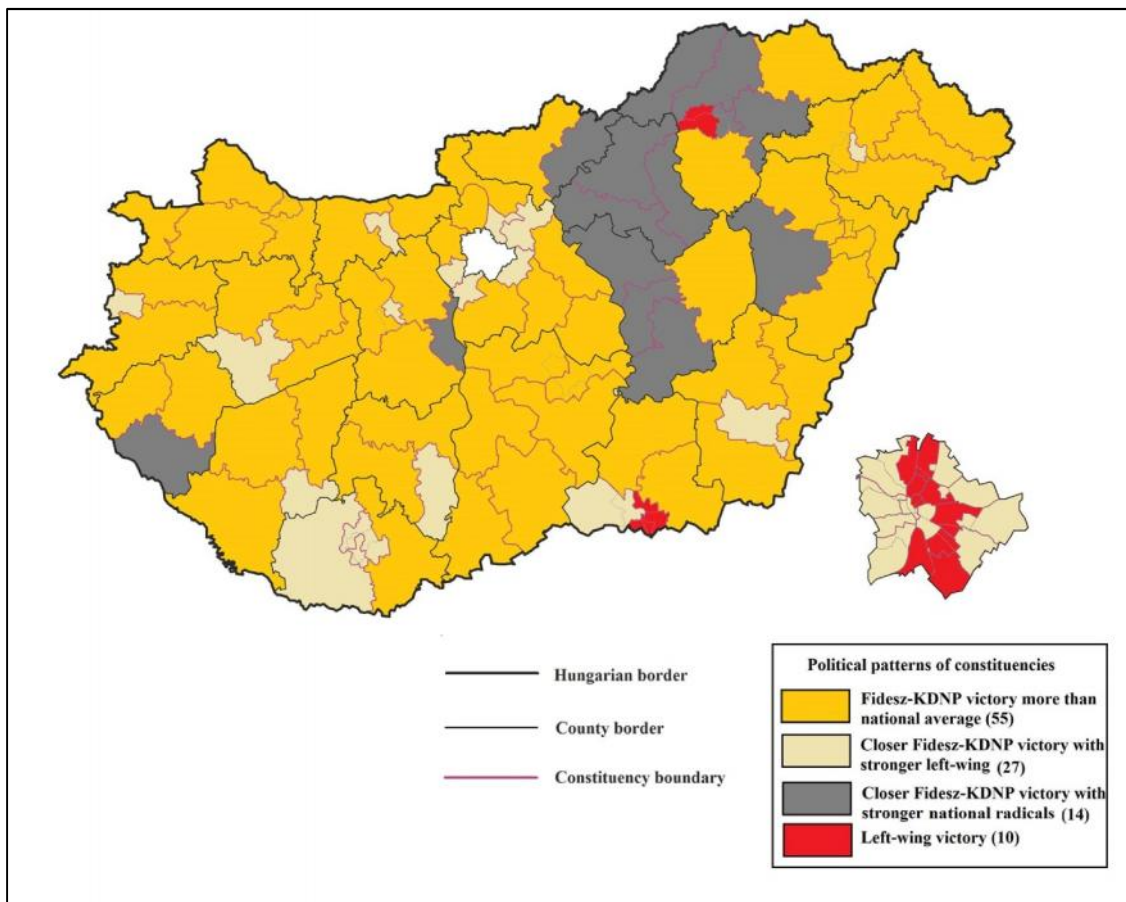 Hungarian border
County border
Constituency boundary
Political patterns of constituencies
Fidesz-KDNP victory more than
national average (55)
Closer Fidesz-KDNP victory with
stronger left-wing (27)
Closer Fidesz-KDNP victory with
stronger national radicals (14)
Left-wing victory (10)